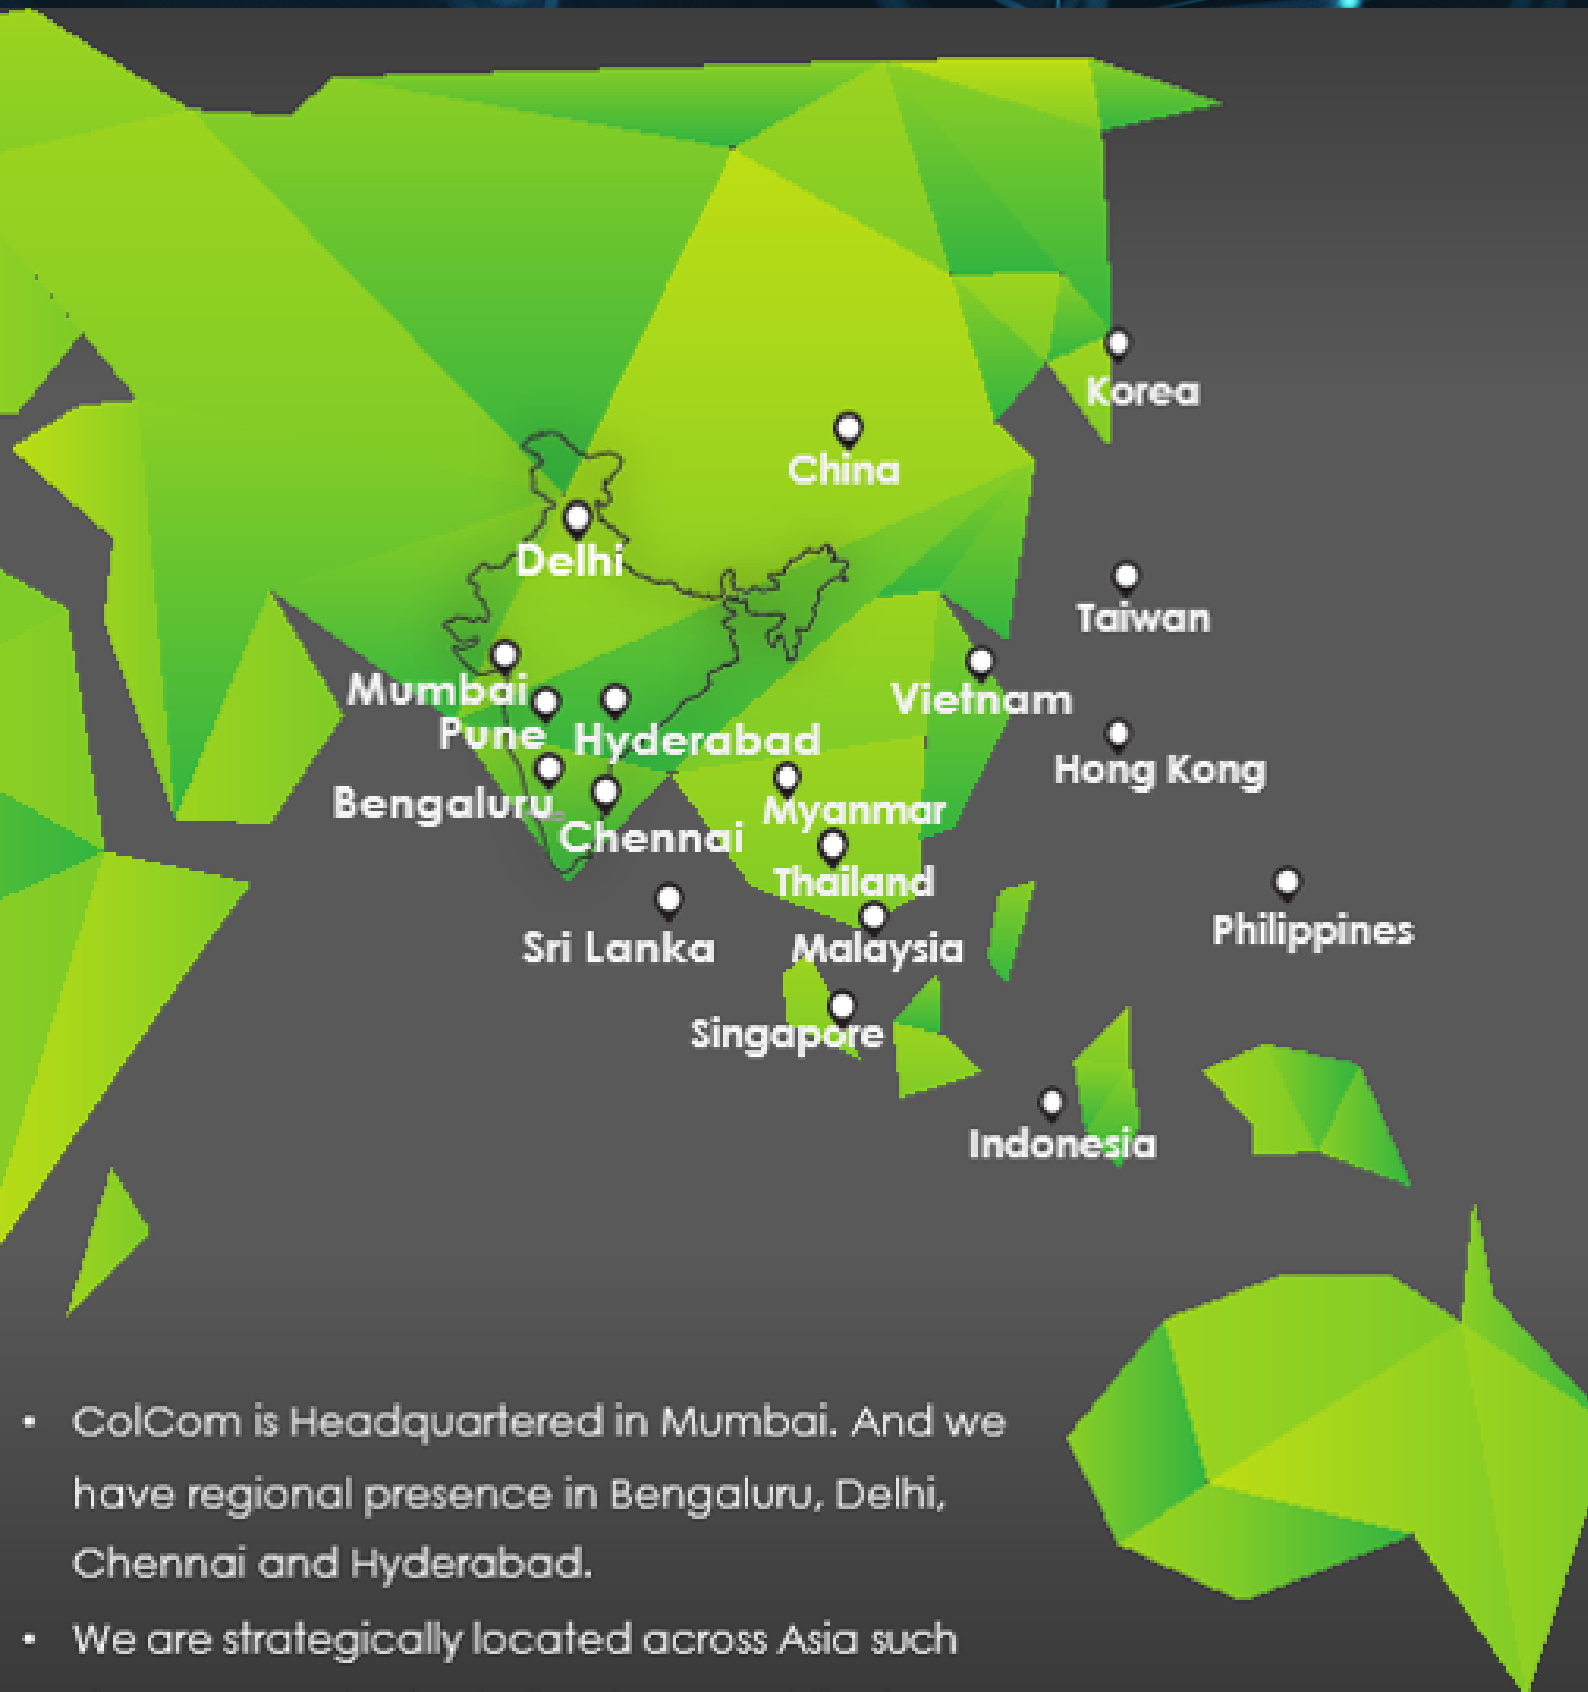 Korea
China
Delhi
Taiwan
Mumbai
Vietnam
Pune
Hyderabad
Hong Kong
Bengaluru
Myanmar
Chennai
Thailand
Philippines
Sri Lanka
Malaysia
Singapore
Indonesia
• ColCom is Headquartered in Mumbai. And we
have regional presence in Bengaluru, Delhi,
Chennai and Hyderabad.
• We are strategically located across Asia such